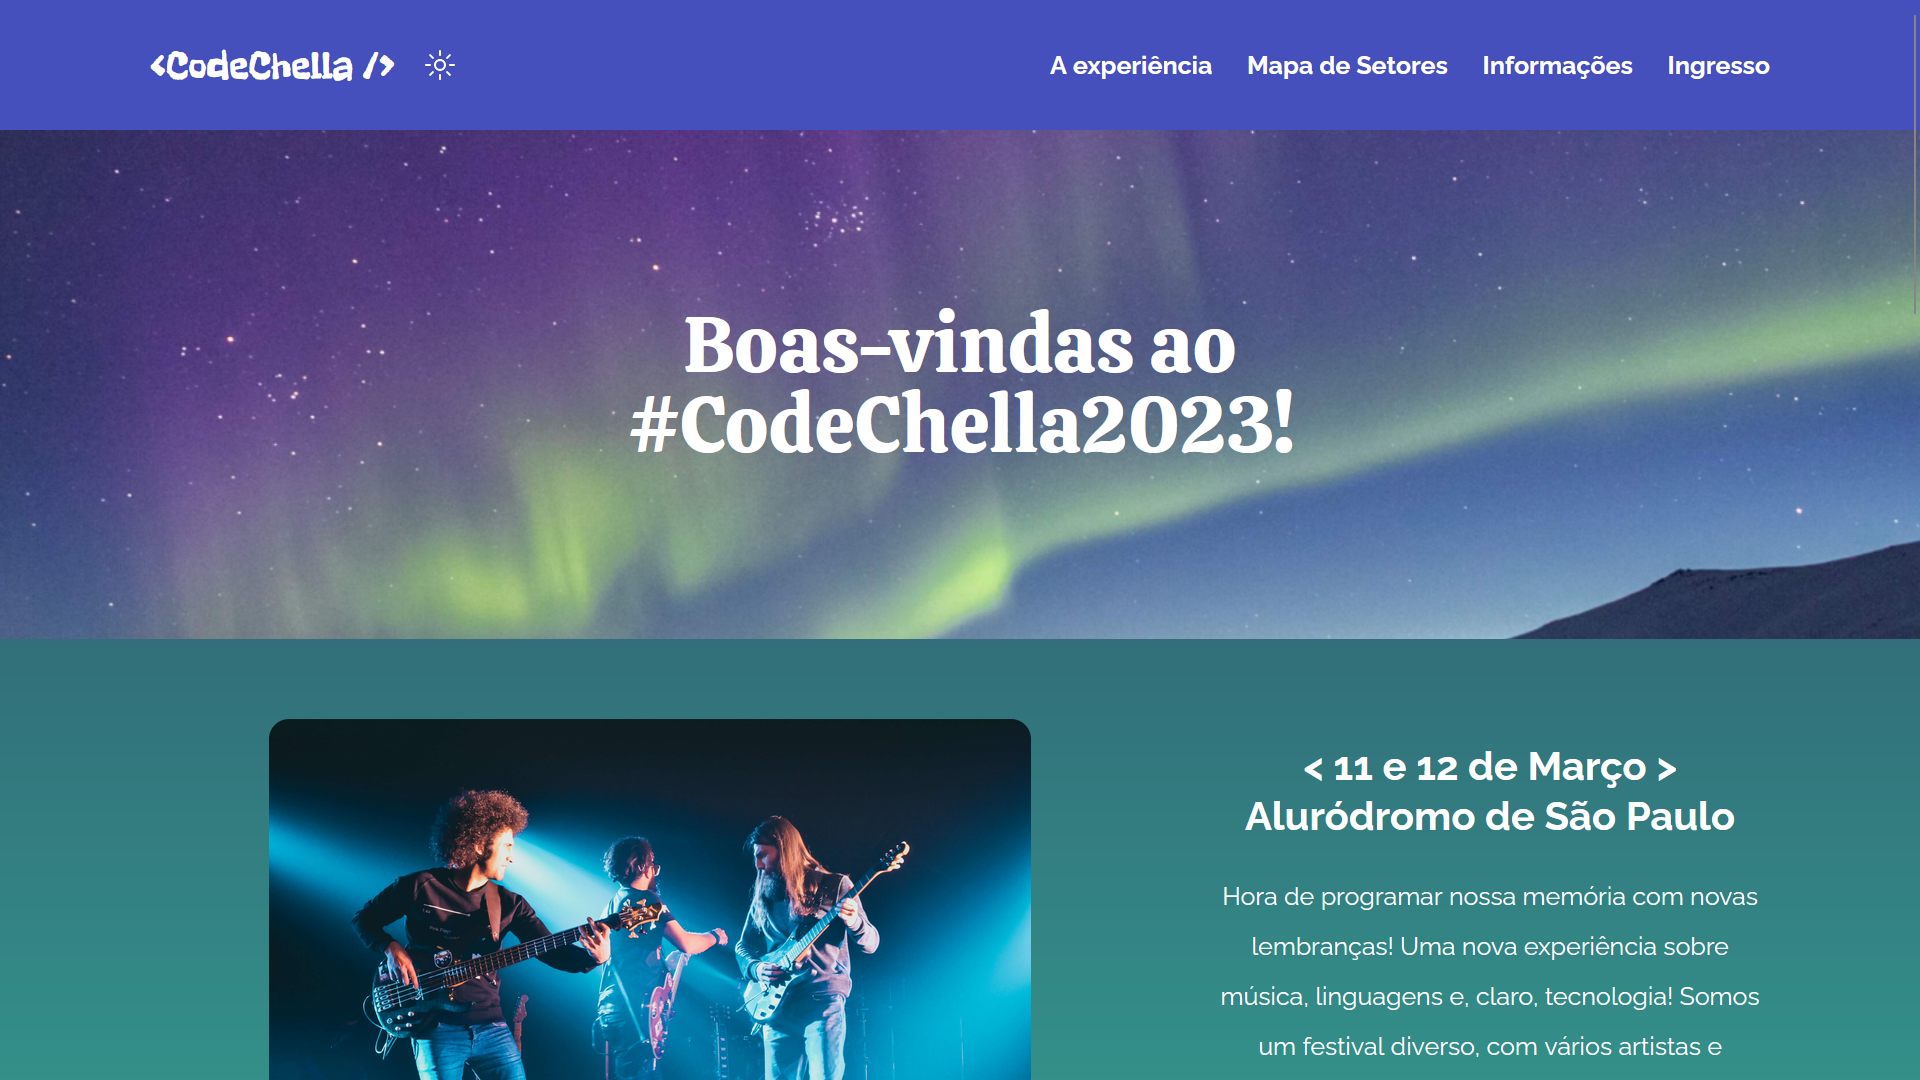 <CodeChella />
A experiência Mapa de Setores Informações Ingresso
Boas-vindas ao
#CodeChella2023!
< 11 e 12 de Março >
Aluródromo de São Paulo
Hora de programar nossa memória com novas
lembranças! Uma nova experiência sobre
música, linguagens e, claro, tecnologia! Somos
um festival diverso, com vários artistas e